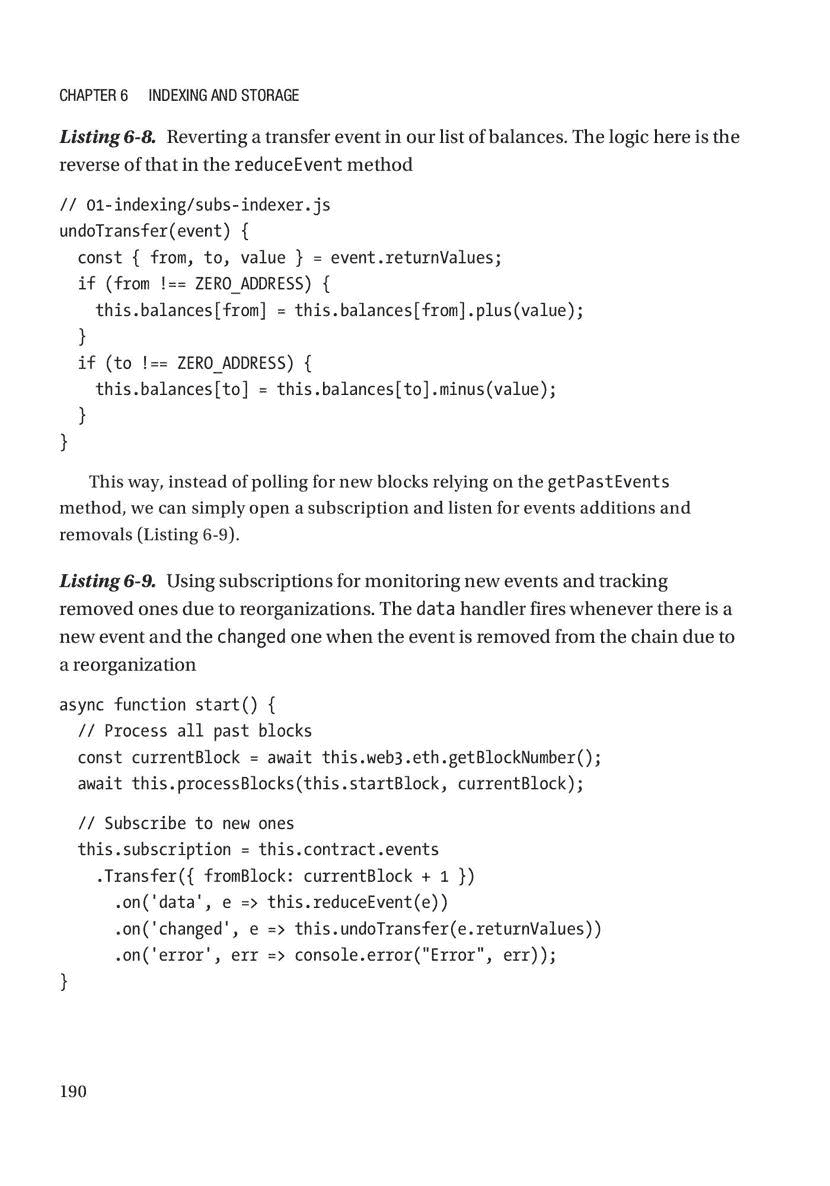 CHAPTER 6 INDEXING AND STORAGE
Listing 6-8. Reverting a transfer event in our list of balances. The logic here is the
reverse of that in the reduceEvent method
// 01-indexing/subs-indexer.js
undoTransfer(event) {
  const { from, to, value } = event.returnValues;
  if (from !== ZERO_ADDRESS) {
    this.balances[from] = this.balances[from].plus(value);
  }
  if (to !== ZERO_ADDRESS) {
    this.balances[to] = this.balances[to].minus(value);
  }
}
This way, instead of polling for new blocks relying on the getPastEvents
method, we can simply open a subscription and listen for events additions and
removals (Listing 6-9).
Listing 6-9. Using subscriptions for monitoring new events and tracking
removed ones due to reorganizations. The data handler fires whenever there is a
new event and the changed one when the event is removed from the chain due to
a reorganization
async function start() {
  // Process all past blocks
  const currentBlock = await this.web3.eth.getBlockNumber();
  await this.processBlocks(this.startBlock, currentBlock);
  // Subscribe to new ones
  this.subscription = this.contract.events
    .Transfer({ fromBlock: currentBlock + 1 })
      .on('data', e => this.reduceEvent(e))
      .on('changed', e => this.undoTransfer(e.returnValues))
      .on('error', err => console.error("Error", err));
}
190